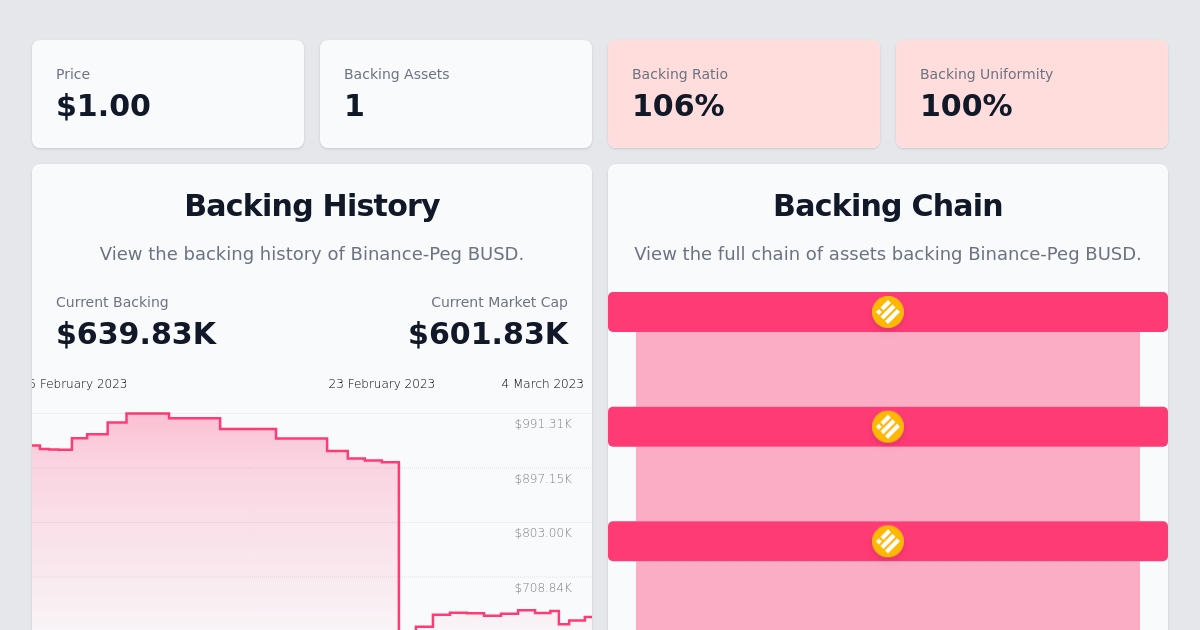 Price
$1.00
Backing Assets
1
Backing Ratio
106%
Backing Uniformity
100%
Backing History
View the backing history of Binance-Peg BUSD.
Current Backing
$639.83K
Current Market Cap
$601.83K
February 2023
23 February 2023
4 March 2023
$991.31K
$897.15K
$803.00K
$708.84K
Backing Chain
View the full chain of assets backing Binance-Peg BUSD.